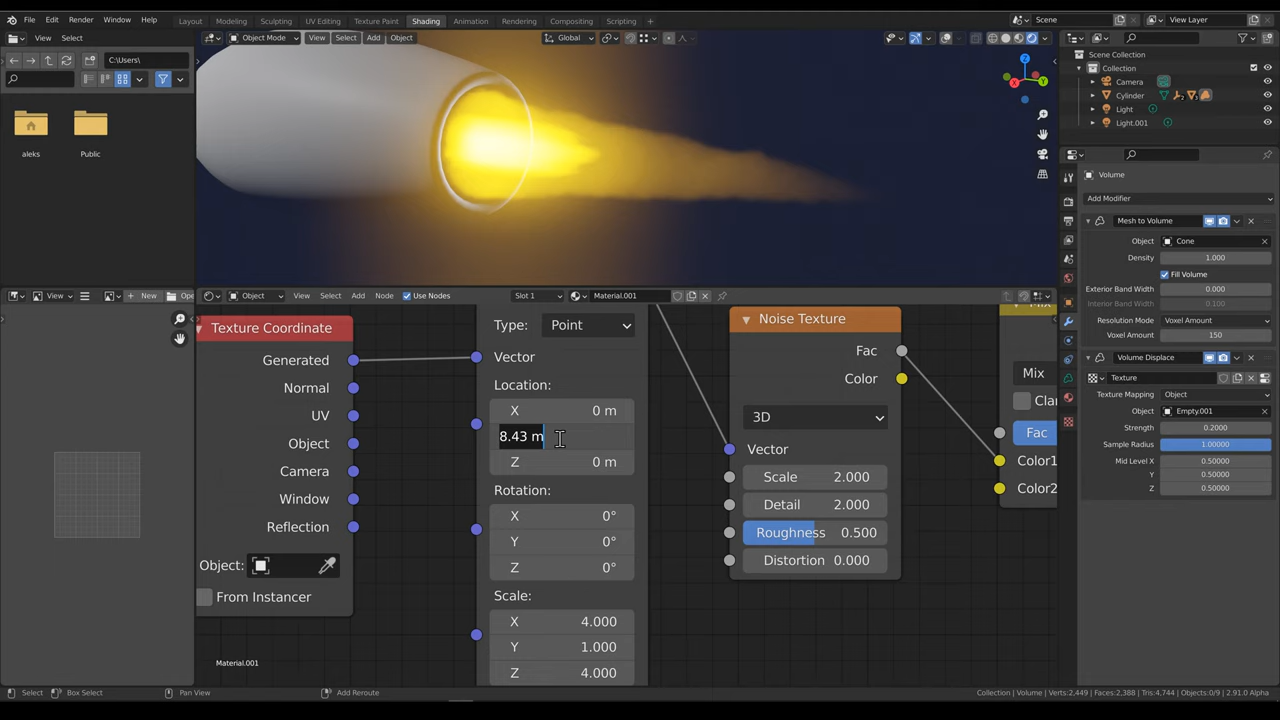 File Edit Render Window Help Layout Modeling Sculpting UV Editing Texture Paint Shading Animation Rendering Compositing Scripting + Scene View Layer
View Select
Object Mode View Select Add Object Global
C:\Users\
aleks Public
Scene Collection
Collection
Camera
Cylinder
Light
Light.001
Volume
Add Modifier
Mesh to Volume
Object Cone
Density 1.000
Fill Volume
Exterior Band Width 0.000
Interior Band Width 0.100
Resolution Mode Voxel Amount
Voxel Amount 150
Volume Displace
Texture
Texture Mapping Object
Object Empty.001
Strength 0.2000
Sample Radius 1.00000
Mid Level X 0.50000
Y 0.50000
Z 0.50000
View + New Ope
Object View Select Add Node Use Nodes Slot 1 Material.001
Texture Coordinate
Generated
Normal
UV
Object
Camera
Window
Reflection
Object:
From Instancer
Type: Point
Vector
Location:
X 0 m
8.43 m
Z 0 m
Rotation:
X 0°
Y 0°
Z 0°
Scale:
X 4.000
Y 1.000
Z 4.000
Noise Texture
Fac
Color
3D
Vector
Scale 2.000
Detail 2.000
Roughness 0.500
Distortion 0.000
Mix
Cla
Fac
Color1
Color2
Material.001
Select Box Select Pan View Add Reroute Collection | Volume | Verts:2,449 | Faces:2,388 | Tris:4,744 | Objects:0/9 | 2.91.0 Alpha